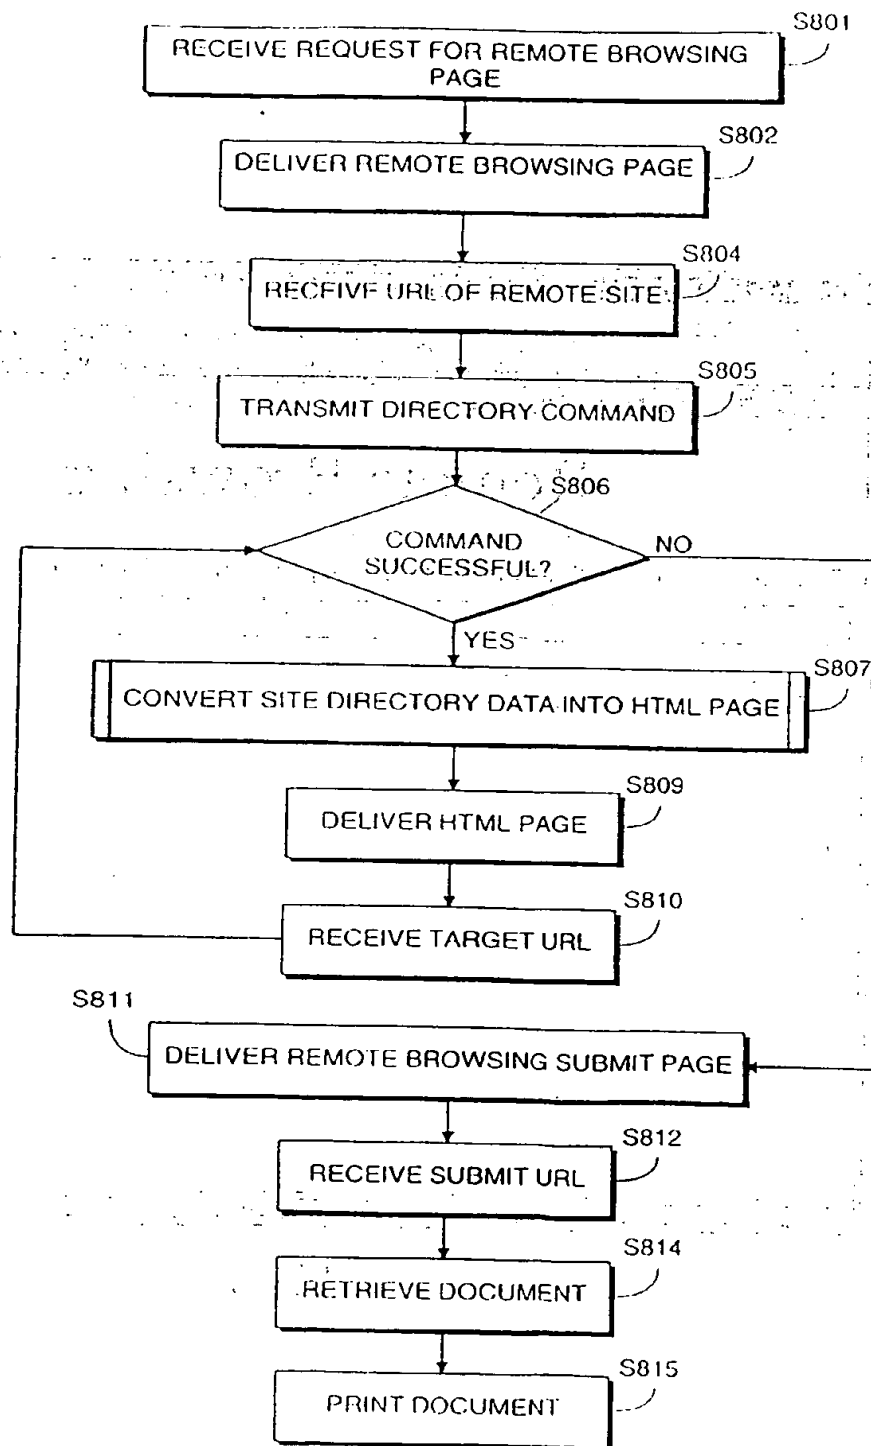 S801
RECEIVE REQUEST FOR REMOTE BROWSING
PAGE
S802
DELIVER REMOTE BROWSING PAGE
S804
RECEIVE URL OF REMOTE SITE
S805
TRANSMIT DIRECTORY COMMAND
S806
COMMAND
SUCCESSFUL?
NO
YES
S807
CONVERT SITE DIRECTORY DATA INTO HTML PAGE
S809
DELIVER HTML PAGE
S810
RECEIVE TARGET URL
S811
DELIVER REMOTE BROWSING SUBMIT PAGE
S812
RECEIVE SUBMIT URL
S814
RETRIEVE DOCUMENT
S815
PRINT DOCUMENT